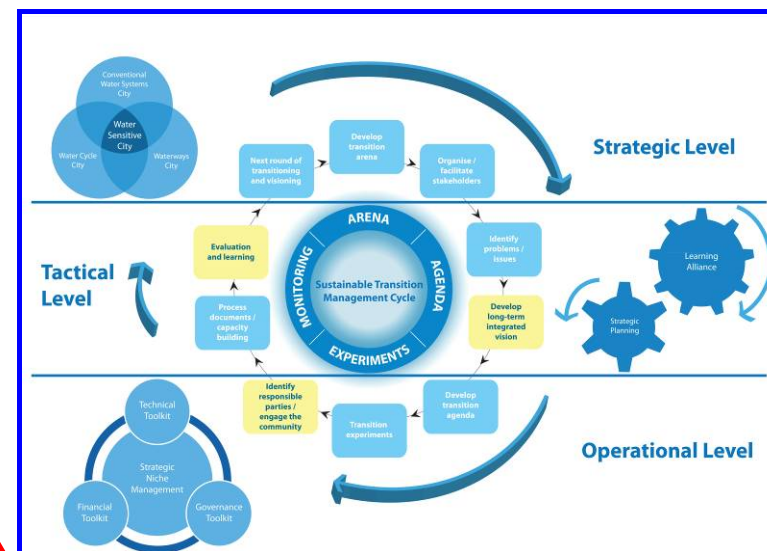 Conventional
Water Systems
City
Water
Sensitive
City
Water Cycle
City
Waterways
City
Strategic Level
Develop
transition
arena
Next round of
transitioning
and visioning
Organise /
facilitate
stakeholders
Tactical
Level
Evaluation
and learning
Identify
problems /
issues
Process
documents /
capacity
building
Develop
long-term
integrated
vision
ARENA
AGENDA
EXPERIMENTS
MONITORING
Sustainable Transition
Management Cycle
Learning
Alliance
Strategic
Planning
Identify
responsible
parties /
engage the
community
Transition
experiments
Develop
transition
agenda
Operational Level
Technical
Toolkit
Strategic
Niche
Management
Financial
Toolkit
Governance
Toolkit